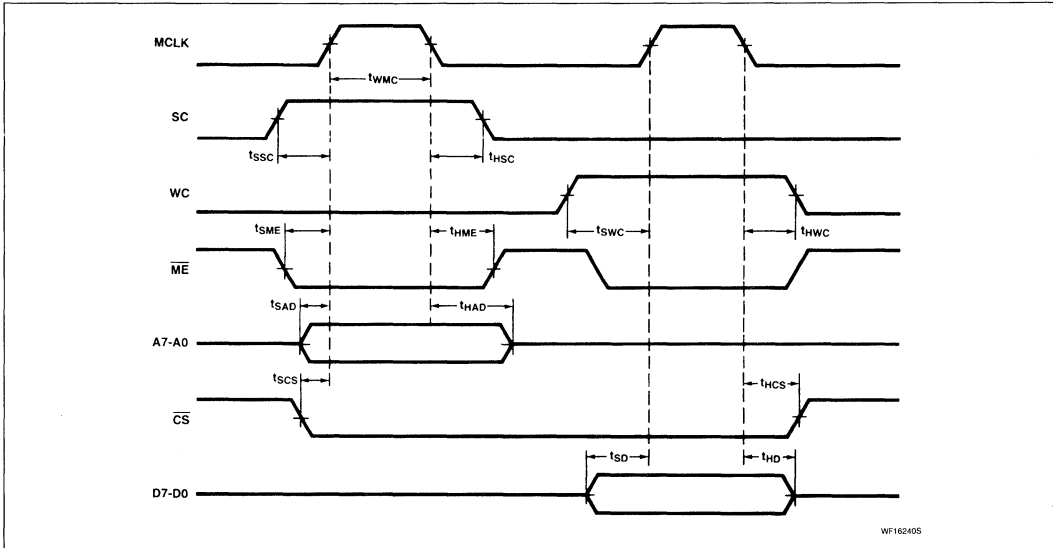 MCLK
tWMC
SC
tSSC
tHSC
WC
tSME
tHME
tSWC
tHWC
ME
tSAD
tHAD
A7-A0
tSCS
tHCS
CS
tSD
tHD
D7-D0
WF16240S